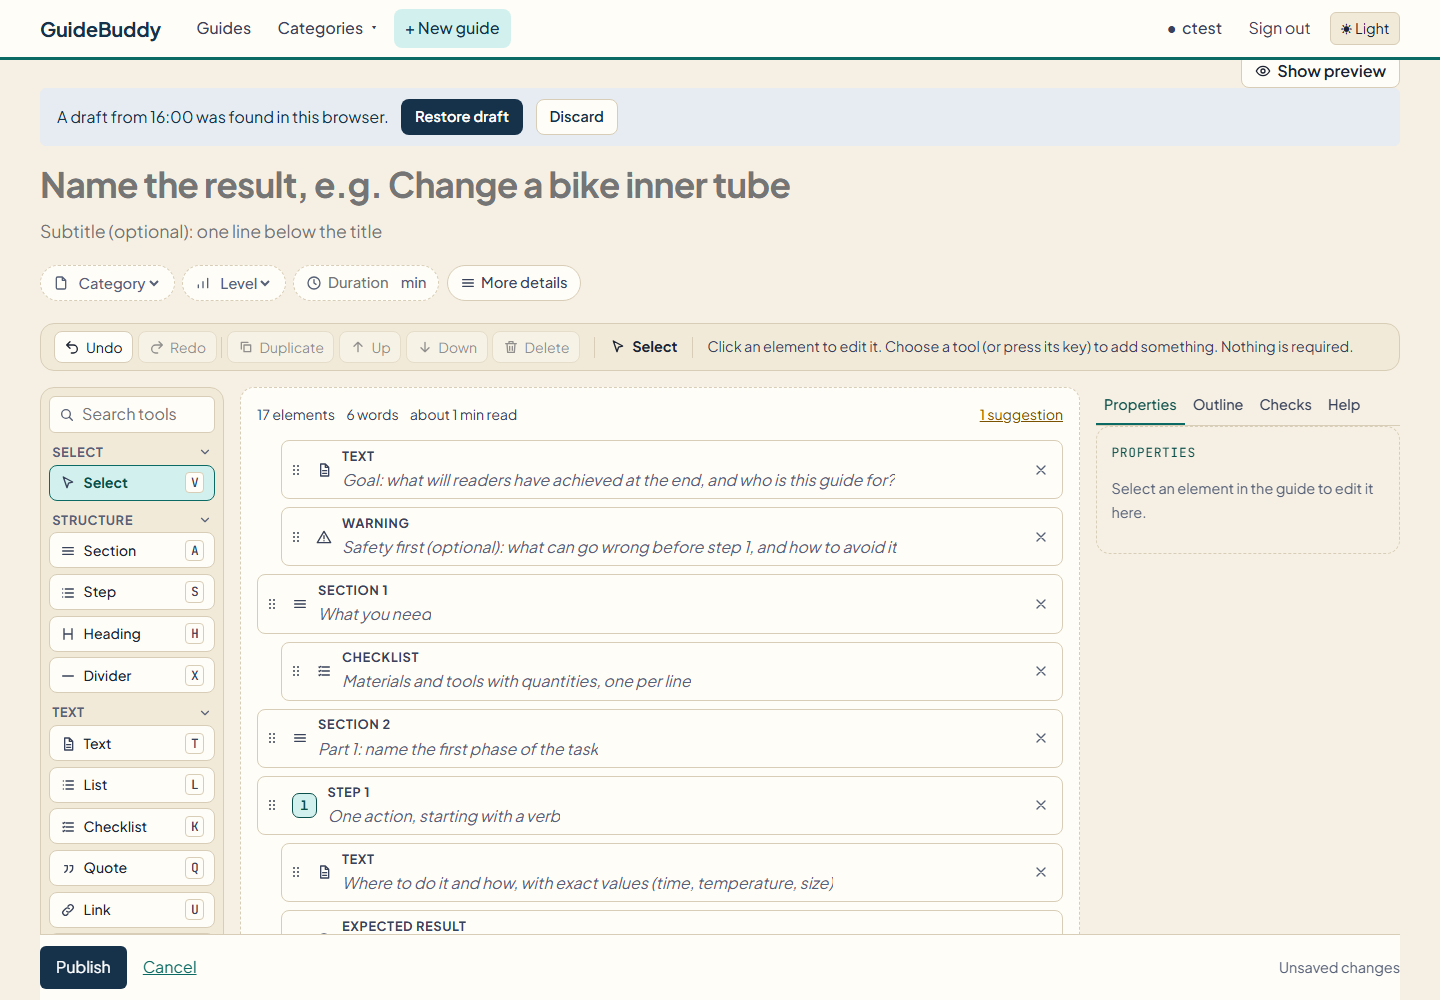 GuideBuddy
Guides
Categories
+ New guide
ctest
Sign out
Light
Show preview
A draft from 16:00 was found in this browser.
Restore draft
Discard
Name the result, e.g. Change a bike inner tube
Subtitle (optional): one line below the title
Category
Level
Duration min
More details
Undo
Redo
Duplicate
Up
Down
Delete
Select
Click an element to edit it. Choose a tool (or press its key) to add something. Nothing is required.
Search tools
SELECT
Select V
STRUCTURE
Section A
Step S
Heading H
Divider X
TEXT
Text T
List L
Checklist K
Quote Q
Link U
17 elements 6 words about 1 min read
1 suggestion
TEXT
Goal: what will readers have achieved at the end, and who is this guide for?
WARNING
Safety first (optional): what can go wrong before step 1, and how to avoid it
SECTION 1
What you need
CHECKLIST
Materials and tools with quantities, one per line
SECTION 2
Part 1: name the first phase of the task
1
STEP 1
One action, starting with a verb
TEXT
Where to do it and how, with exact values (time, temperature, size)
EXPECTED RESULT
Properties
Outline
Checks
Help
PROPERTIES
Select an element in the guide to edit it
here.
Publish
Cancel
Unsaved changes